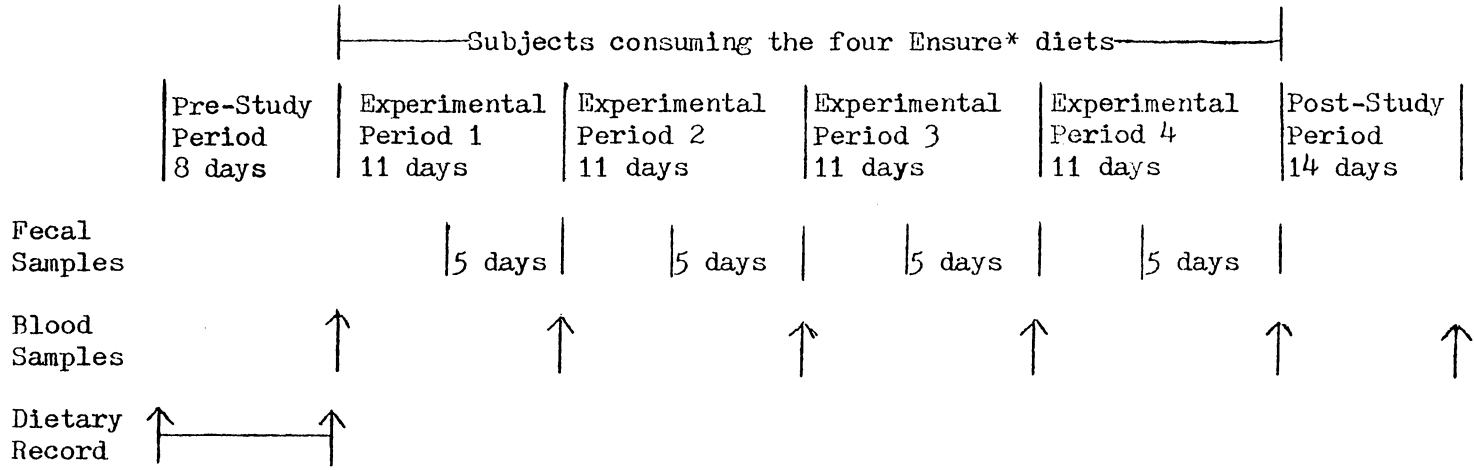 Subjects consuming the four Ensure* diets
Pre-Study Experimental Experimental Experimental Experimental Post-Study
Period Period 1 Period 2 Period 3 Period 4 Period
8 days 11 days 11 days 11 days 11 days 14 days
Fecal
Samples 5 days 5 days 5 days 5 days
Blood
Samples
Dietary
Record